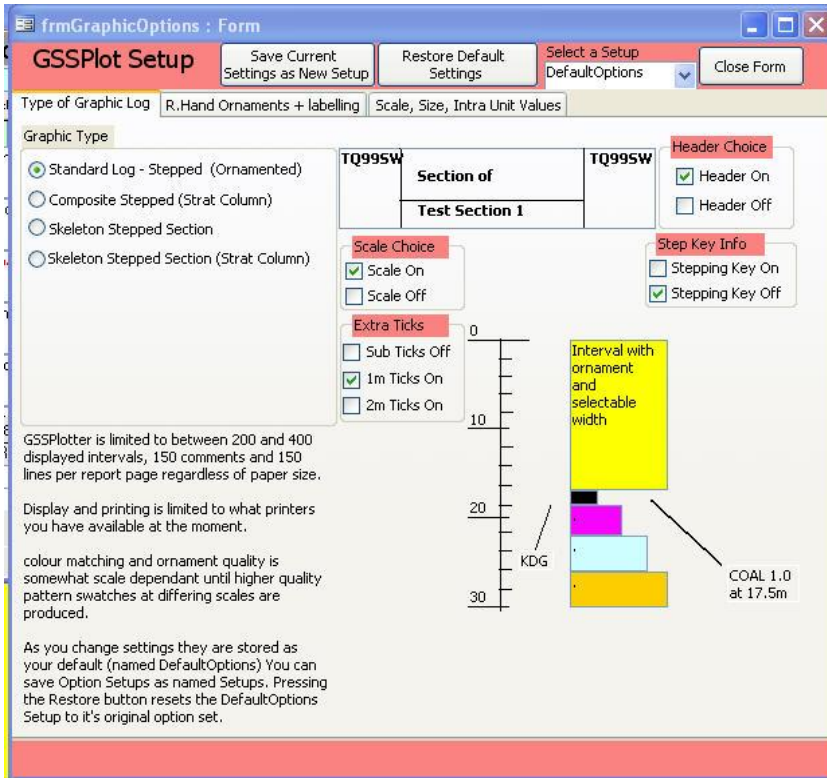 frmGraphicOptions : Form
GSSPlot Setup
Save Current
Settings as New Setup
Restore Default
Settings
Select a Setup
DefaultOptions
Close Form
Type of Graphic Log
R.Hand Ornaments + labelling
Scale, Size, Intra Unit Values
Graphic Type
Standard Log - Stepped (Ornamented)
Composite Stepped (Strat Column)
Skeleton Stepped Section
Skeleton Stepped Section (Strat Column)
TQ99SW
Section of
Test Section 1
TQ99SW
Header Choice
Header On
Header Off
Scale Choice
Scale On
Scale Off
Step Key Info
Stepping Key On
Stepping Key Off
Extra Ticks
Sub Ticks Off
1m Ticks On
2m Ticks On
0
10
20
30
Interval with
ornament
and
selectable
width
KDG
COAL 1.0
at 17.5m
GSSPlotter is limited to between 200 and 400
displayed intervals, 150 comments and 150
lines per report page regardless of paper size.
Display and printing is limited to what printers
you have available at the moment.
colour matching and ornament quality is
somewhat scale dependant until higher quality
pattern swatches at differing scales are
produced.
As you change settings they are stored as
your default (named DefaultOptions) You can
save Option Setups as named Setups. Pressing
the Restore button resets the DefaultOptions
Setup to it's original option set.